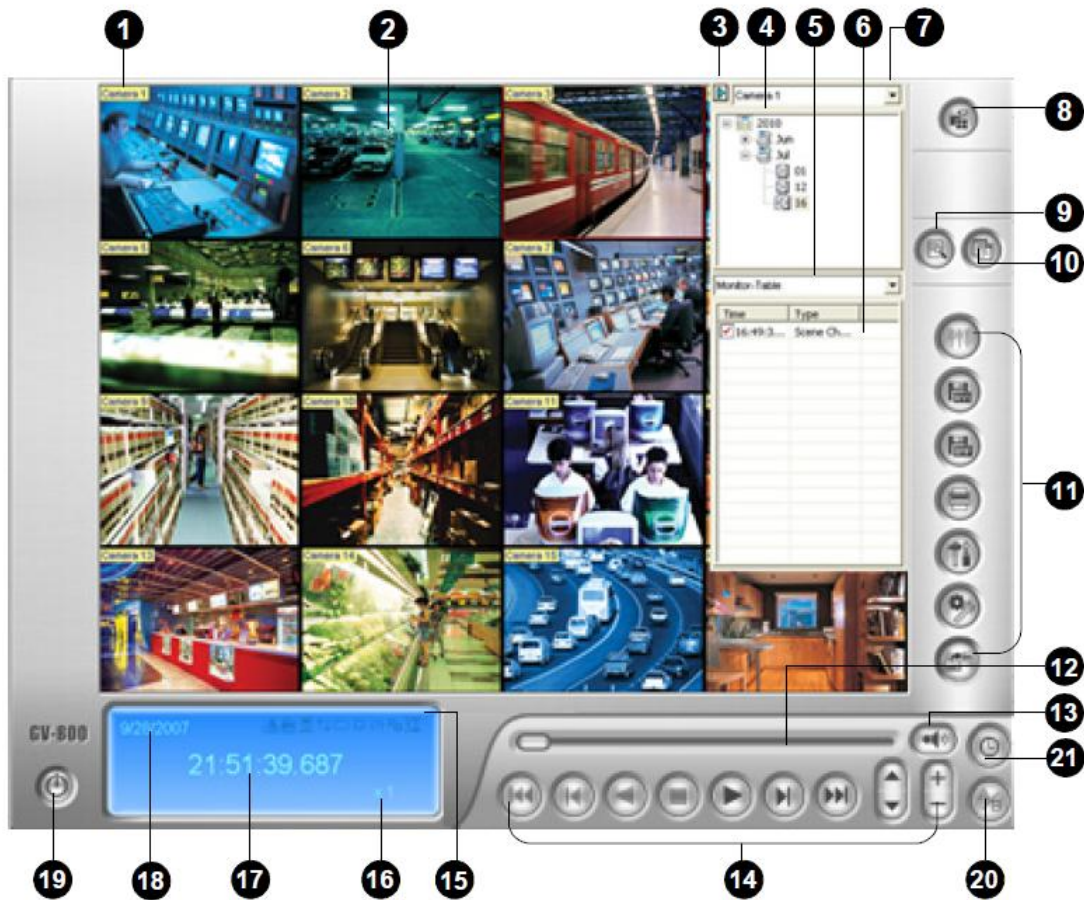 1
2
3
4
5
6
7
8
9
10
11
12
13
21
14
20
15
16
17
18
19
Camera 1
Camera 2
Camera 3
Camera 1
2010
Jun
Jul
01
12
16
Camera 5
Camera 6
Camera 7
Monitor-Table
Time Type
16:49:3... Scene Ch...
Camera 9
Camera 10
Camera 11
Camera 13
Camera 14
Camera 15
GV-800
9/28/2007
21:51:39.687
x 1